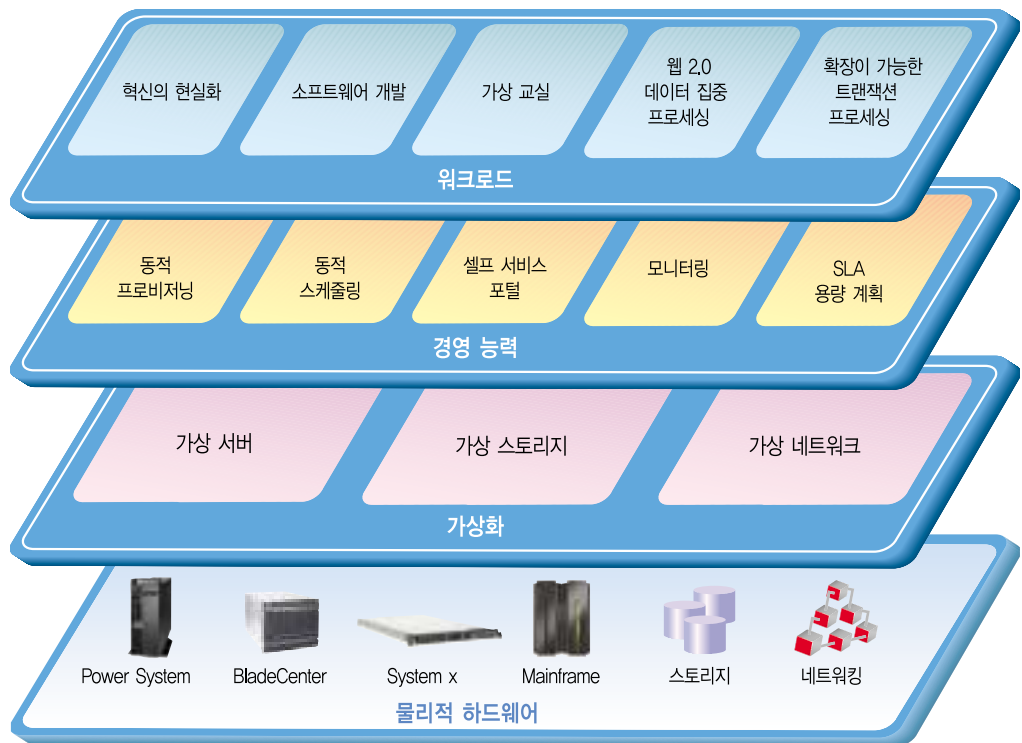 혁신의 현실화
소프트웨어 개발
가상 교실
웹 2.0
데이터 집중
프로세싱
확장이 가능한
트랜잭션
프로세싱
워크로드
동적
프로비저닝
동적
스케줄링
셀프 서비스
포털
모니터링
SLA
용량 계획
경영 능력
가상 서버
가상 스토리지
가상 네트워크
가상화
Power System
BladeCenter
System x
Mainframe
스토리지
네트워킹
물리적 하드웨어